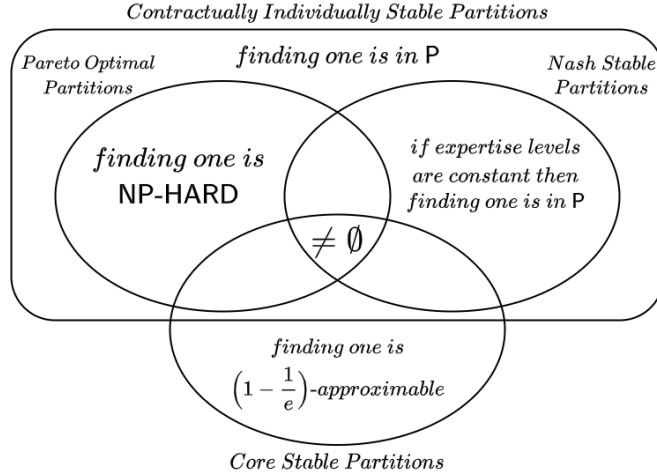 Contractually Individually Stable Partitions
finding one is in P
Pareto Optimal
Partitions
Nash Stable
Partitions
finding one is
NP-HARD
if expertise levels
are constant then
finding one is in P
≠ ∅
finding one is
(1 − 1/e)-approximable
Core Stable Partitions